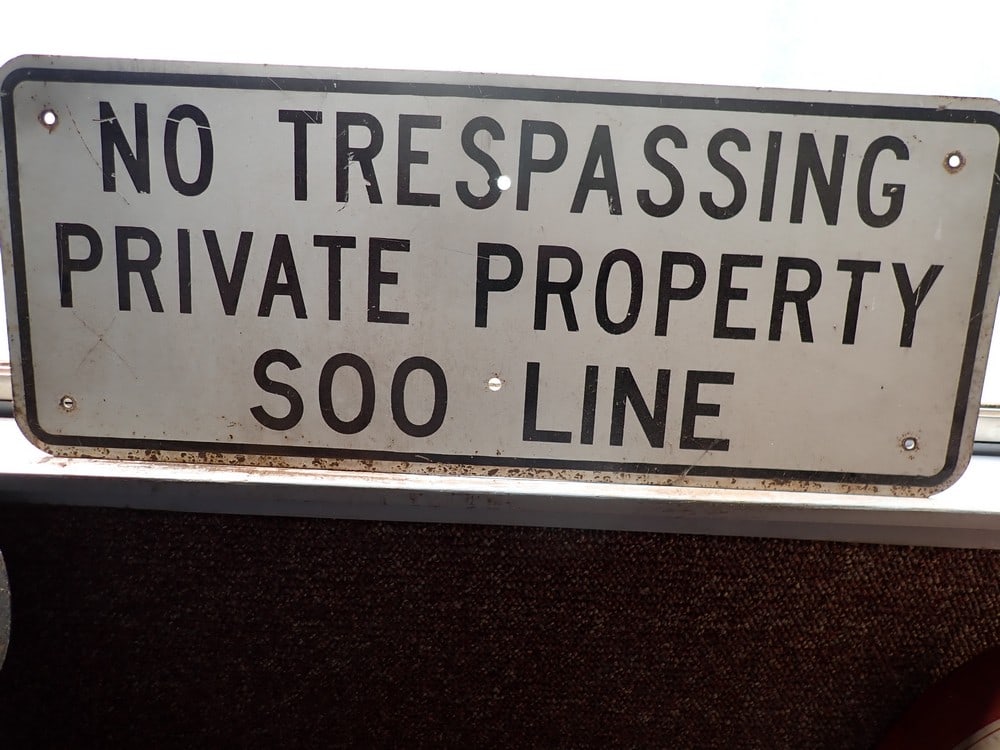 NO TRESPASSING
PRIVATE PROPERTY
SOO LINE